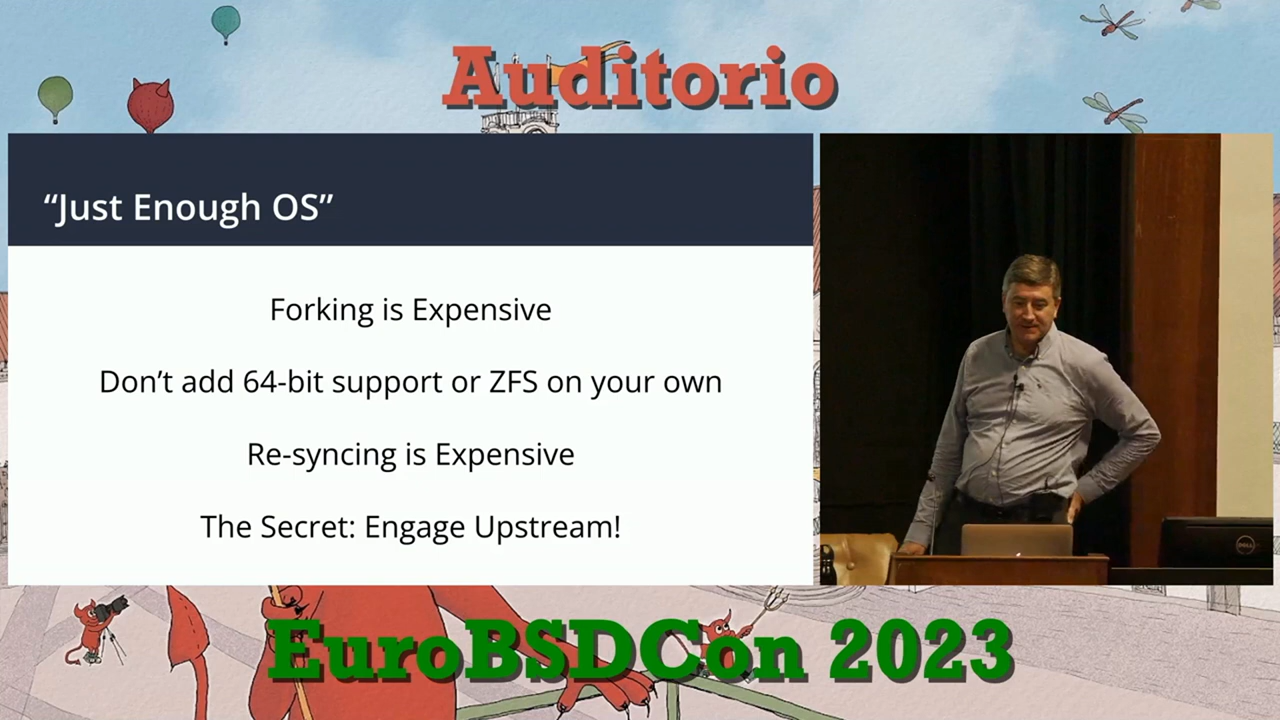 Auditorio
“Just Enough OS”
Forking is Expensive
Don’t add 64-bit support or ZFS on your own
Re-syncing is Expensive
The Secret: Engage Upstream!
DELL
EuroBSDCon 2023